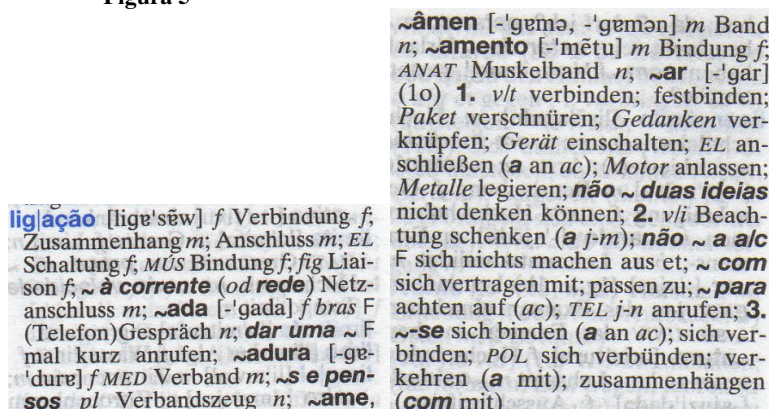 Figura 5
lig|ação [ligɐ'sɐ̃w] f Verbindung f;
Zusammenhang m; Anschluss m; EL
Schaltung f; MÚS Bindung f; fig Liai-
son f; ~ à corrente (od rede) Netz-
anschluss m; ~ada [-'gada] f bras F
(Telefon)Gespräch n; dar uma ~ F
mal kurz anrufen; ~adura [-gɐ-
'durɐ] f MED Verband m; ~s e pen-
sos pl Verbandszeug n; ~ame,
~âmen [-'gɐmə, -'gɐmən] m Band
n; ~amento [-'mẽtu] m Bindung f;
ANAT Muskelband n; ~ar [-'gar]
(1o) 1. v/t verbinden; festbinden;
Paket verschnüren; Gedanken ver-
knüpfen; Gerät einschalten; EL an-
schließen (a an ac); Motor anlassen;
Metalle legieren; não ~ duas ideias
nicht denken können; 2. v/i Beach-
tung schenken (a j-m); não ~ a a/c
F sich nichts machen aus et; ~ com
sich vertragen mit; passen zu; ~ para
achten auf (ac); TEL j-n anrufen; 3.
~-se sich binden (a an ac); sich ver-
binden; POL sich verbünden; ver-
kehren (a mit); zusammenhängen
(com mit)